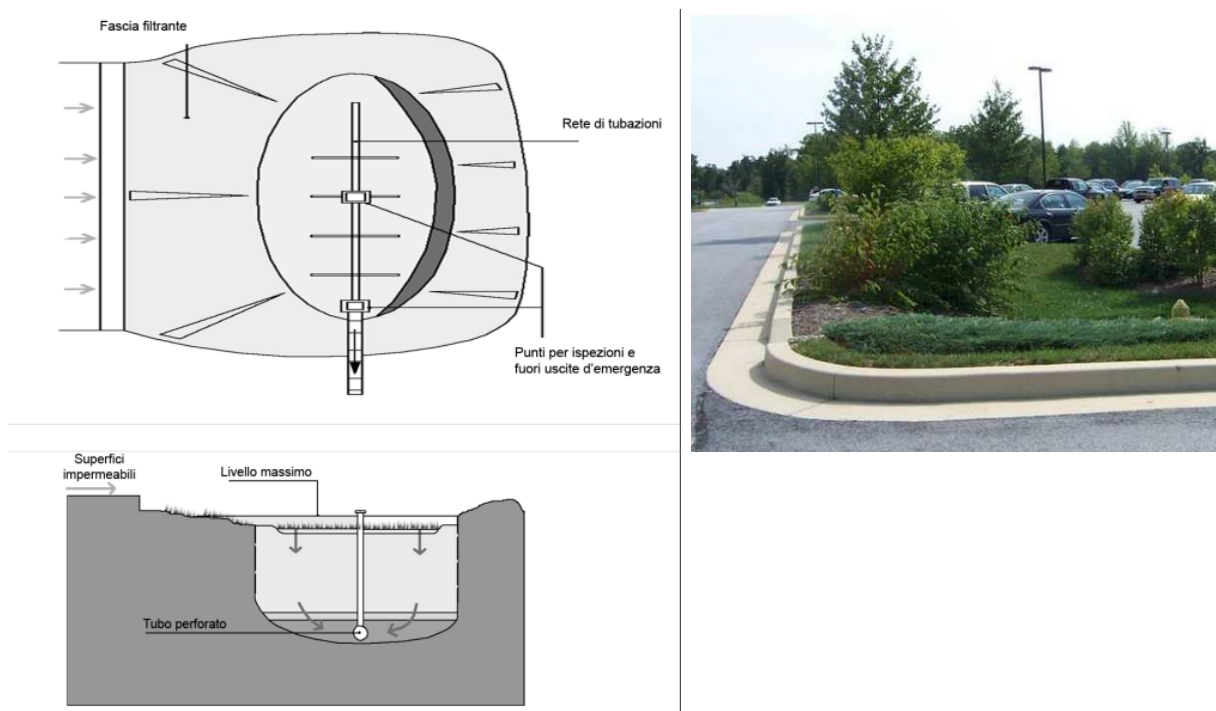 Fascia filtrante
Rete di tubazioni
Punti per ispezioni e
fuori uscite d'emergenza
Superfici
impermeabili
Livello massimo
Tubo perforato